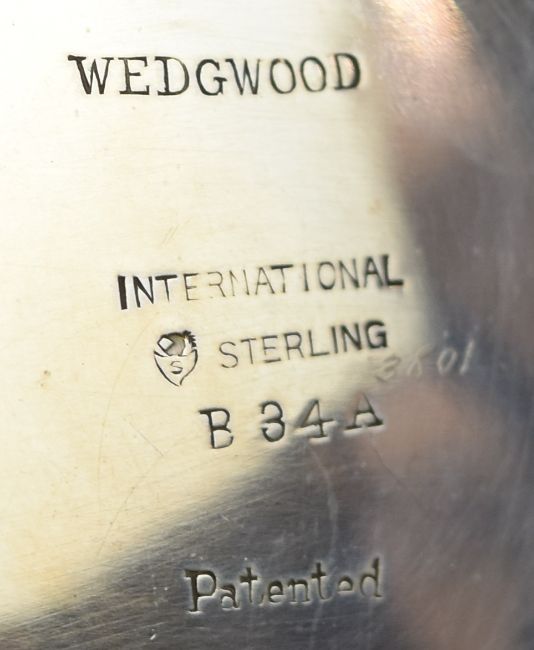 WEDGWOOD
INTERNATIONAL
S STERLING
B 34A
Patented